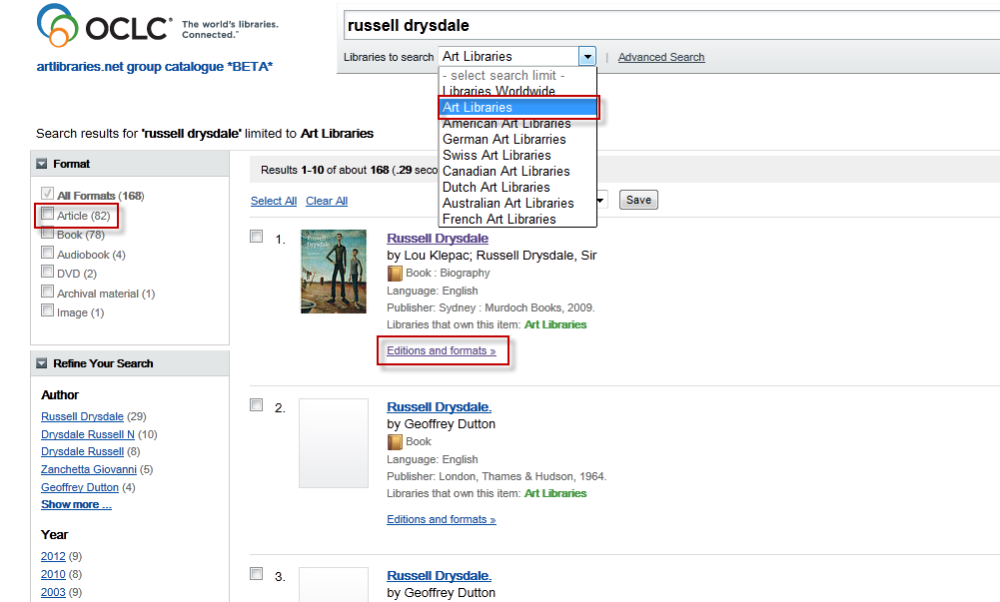 OCLC®
The world's libraries.
Connected.™
artlibraries.net group catalogue *BETA*
russell drysdale
Libraries to search Art Libraries | Advanced Search
- select search limit -
Libraries Worldwide
Art Libraries
American Art Libraries
German Art Librarries
Swiss Art Libraries
Canadian Art Libraries
Dutch Art Libraries
Australian Art Libraries
French Art Libraries
Search results for 'russell drysdale' limited to Art Libraries
Format
All Formats (168)
Article (82)
Book (78)
Audiobook (4)
DVD (2)
Archival material (1)
Image (1)
Refine Your Search
Author
Russell Drysdale (29)
Drysdale Russell N (10)
Drysdale Russell (8)
Zanchetta Giovanni (5)
Geoffrey Dutton (4)
Show more ...
Year
2012 (9)
2010 (8)
2003 (9)
Results 1-10 of about 168 (.29 seco
Select All Clear All
Save
1.
Russell
Drysdale
Russell Drysdale
by Lou Klepac; Russell Drysdale, Sir
Book : Biography
Language: English
Publisher: Sydney : Murdoch Books, 2009.
Libraries that own this item: Art Libraries
Editions and formats »
2.
Russell Drysdale.
by Geoffrey Dutton
Book
Language: English
Publisher: London, Thames & Hudson, 1964.
Libraries that own this item: Art Libraries
Editions and formats »
3.
Russell Drysdale.
by Geoffrey Dutton